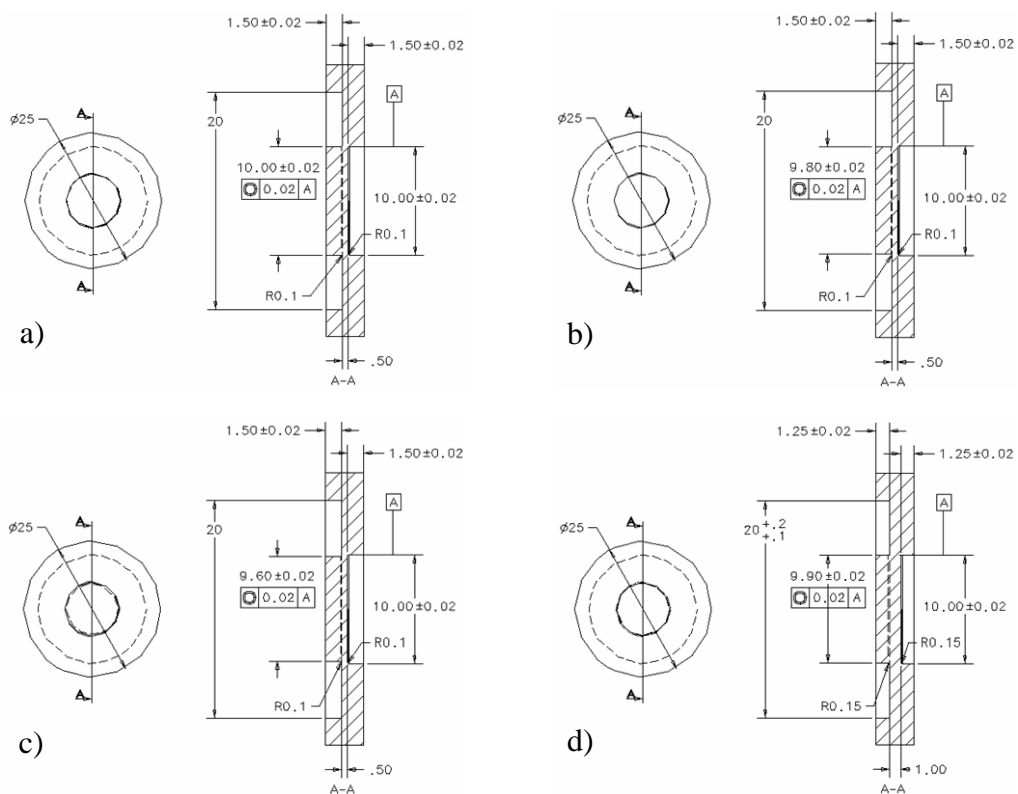 1.50±0.02
1.50±0.02
A
A
Ø25
20
10.00±0.02
0.02 A
10.00±0.02
R0.1
R0.1
A
.50
A-A
a)
1.50±0.02
1.50±0.02
A
A
Ø25
20
9.80±0.02
0.02 A
10.00±0.02
R0.1
R0.1
A
.50
A-A
b)
1.50±0.02
1.50±0.02
A
A
Ø25
20
9.60±0.02
0.02 A
10.00±0.02
R0.1
R0.1
A
.50
A-A
c)
1.25±0.02
1.25±0.02
A
A
Ø25
20 +.2
+.1
9.90±0.02
0.02 A
10.00±0.02
R0.15
R0.15
A
1.00
A-A
d)